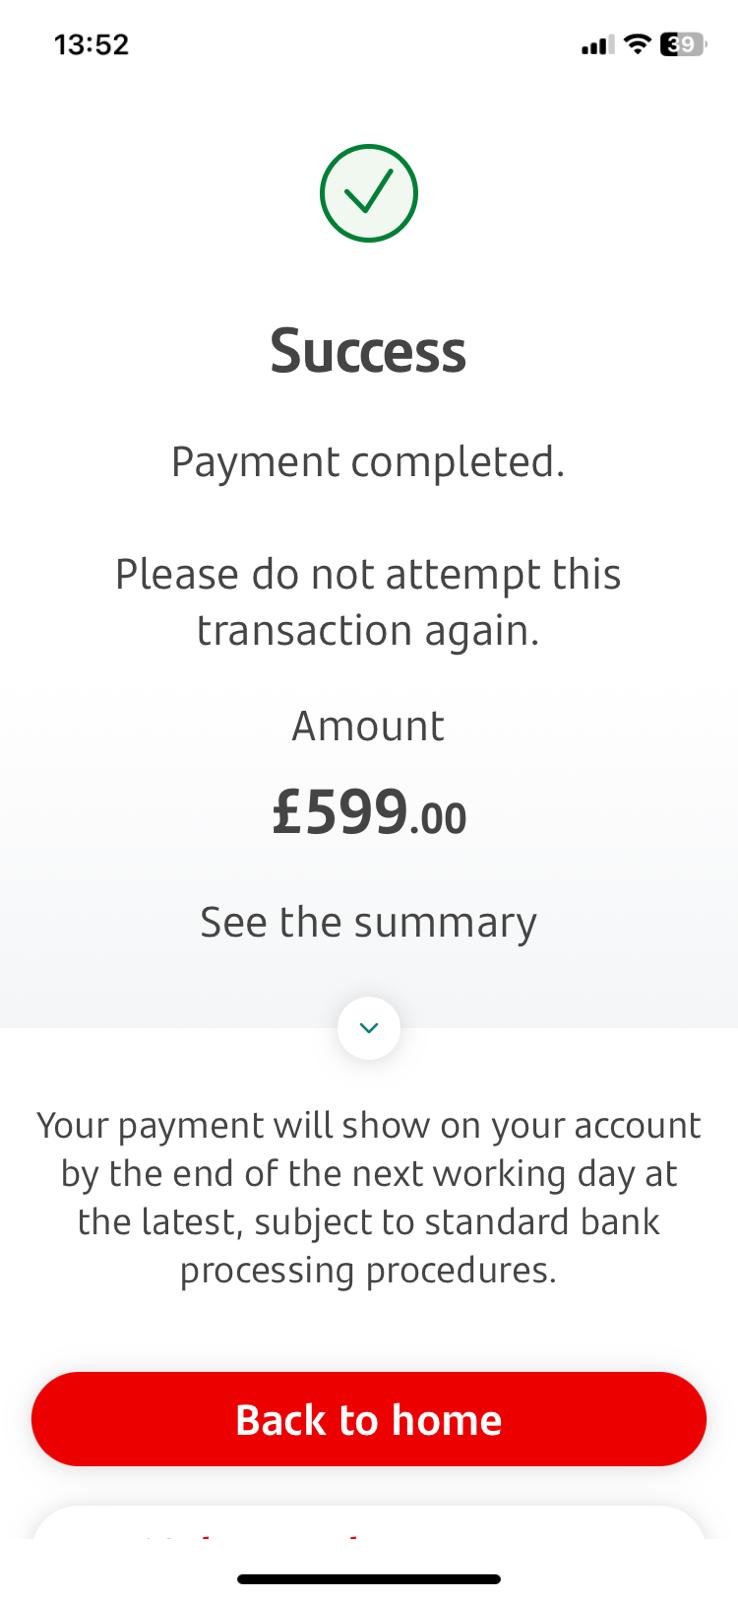 13:52
39
Success
Payment completed.
Please do not attempt this
transaction again.
Amount
£599.00
See the summary
Your payment will show on your account
by the end of the next working day at
the latest, subject to standard bank
processing procedures.
Back to home